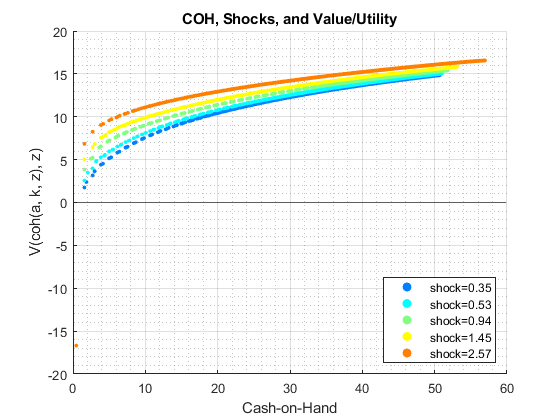 COH, Shocks, and Value/Utility
20
15
10
5
0
-5
-10
-15
-20
V(coh(a, k, z), z)
shock=0.35
shock=0.53
shock=0.94
shock=1.45
shock=2.57
0 10 20 30 40 50 60
Cash-on-Hand